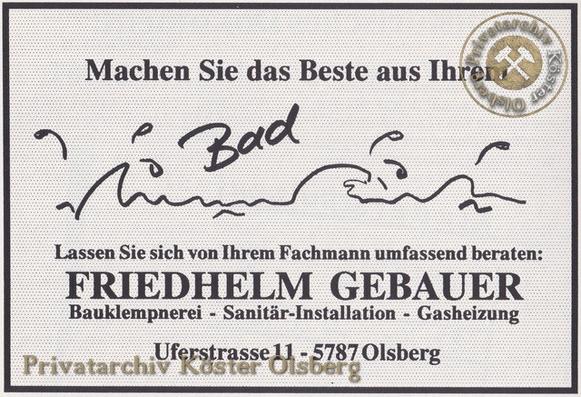 Machen Sie das Beste aus Ihrem
Bad
Lassen Sie sich von Ihrem Fachmann umfassend beraten:
FRIEDHELM GEBAUER
Bauklempnerei - Sanitär-Installation - Gasheizung
Uferstrasse 11 - 5787 Olsberg
Privatarchiv Köster Olsberg
Privatarchiv Köster Olsberg